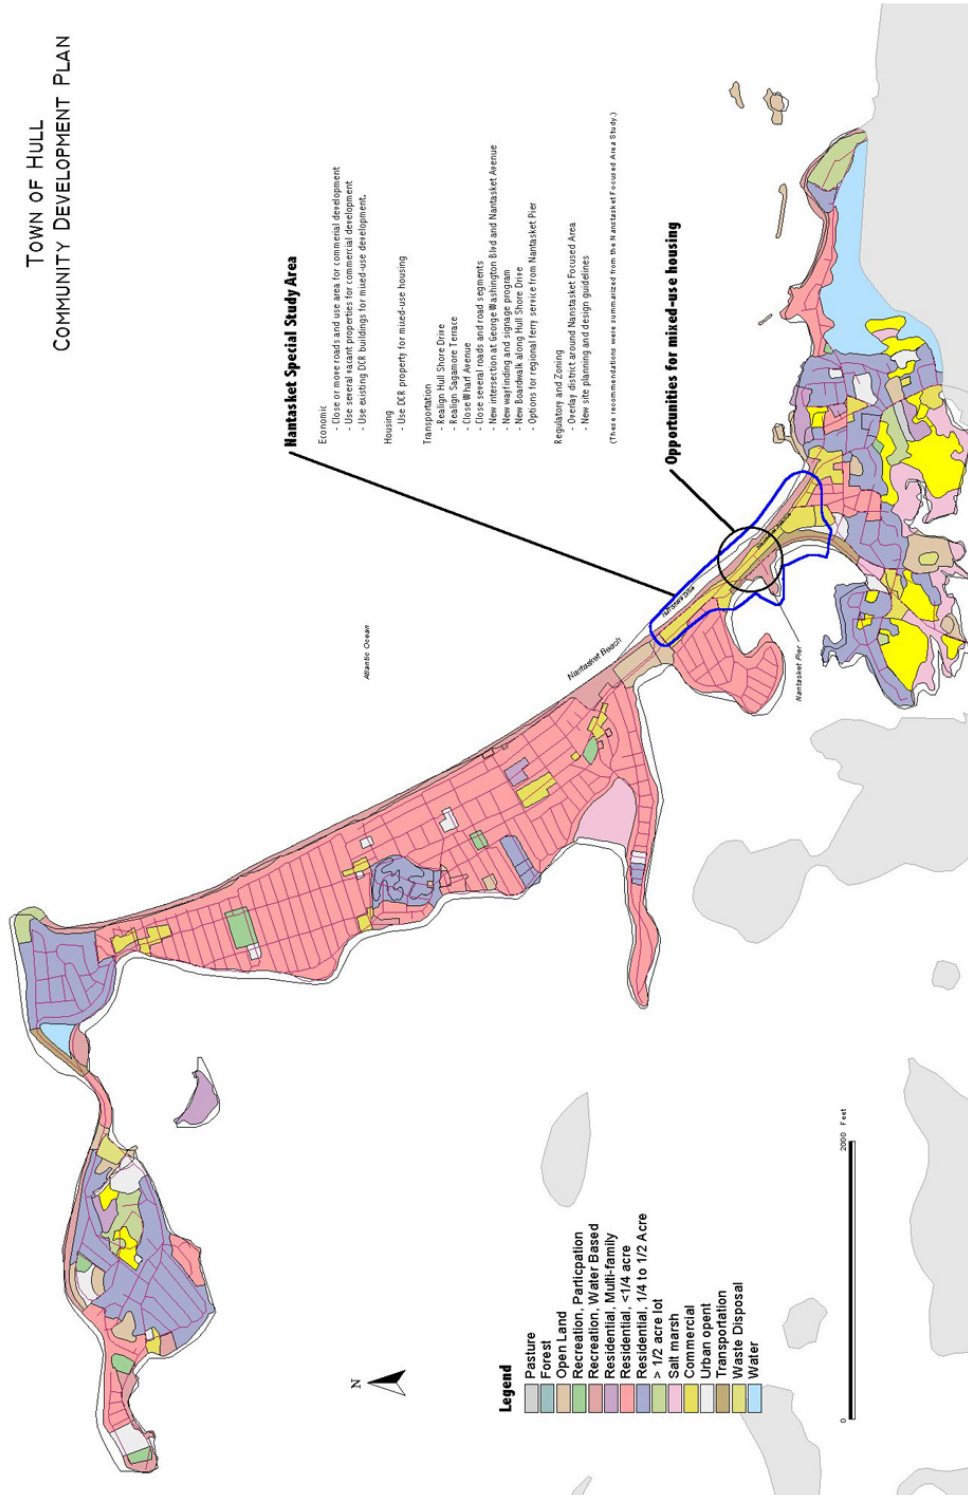 TOWN OF HULL
COMMUNITY DEVELOPMENT PLAN
Nantasket Special Study Area
Economic
- Close or move roads and use area for commerial development
- Use several vacant properties for commercial development
- Use existing DCR buildings for mixed-use development.
Housing
- Use DCR property for mixed-use housing
Transportation
- Realign Hull Shore Drive
- Realign Sagamore Terrace
- Close Wharf Avenue
- Close several roads and road segments
- New intersection at George Washington Blvd and Nantasket Avenue
- New wayfinding and signage program
- New Boardwalk along Hull Shore Drive
- Options for regional ferry service from Nantasket Pier
Regulatory and Zoning
- Overlay district around Nantasket Focused Area
- New site planning and design guidelines
(These recommendations were summarized from the Nanstasket Focused Area Study.)
Opportunities for mixed-use housing
Atlantic Ocean
Nantasket Beach
Nantasket Pier
N
Legend
Pasture
Forest
Open Land
Recreation, Particpation
Recreation, Water Based
Residential, Multi-family
Residential, <1/4 acre
Residential, 1/4 to 1/2 Acre
> 1/2 acre lot
Salt marsh
Commercial
Urban opent
Transportation
Waste Disposal
Water
0
2000 Feet